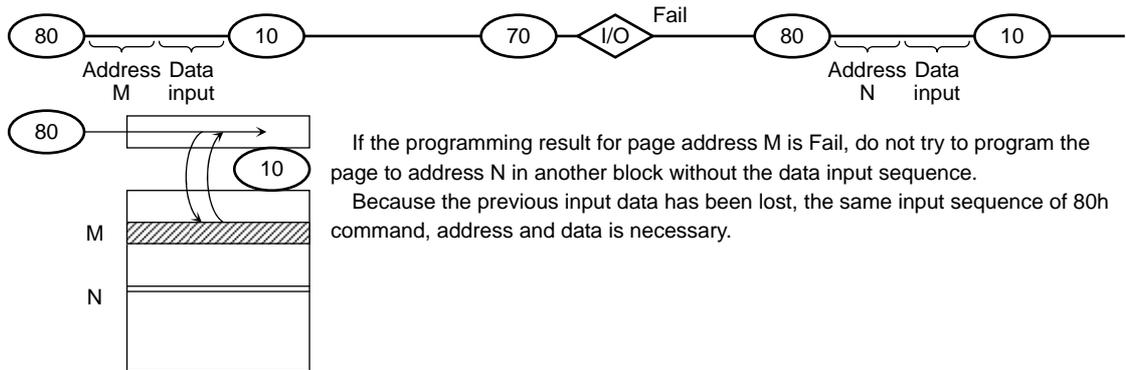 Fail
80 10 70 I/O 80 10
Address Data Address Data
M input N input
80
If the programming result for page address M is Fail, do not try to program the
10
page to address N in another block without the data input sequence.
Because the previous input data has been lost, the same input sequence of 80h
M
command, address and data is necessary.
N